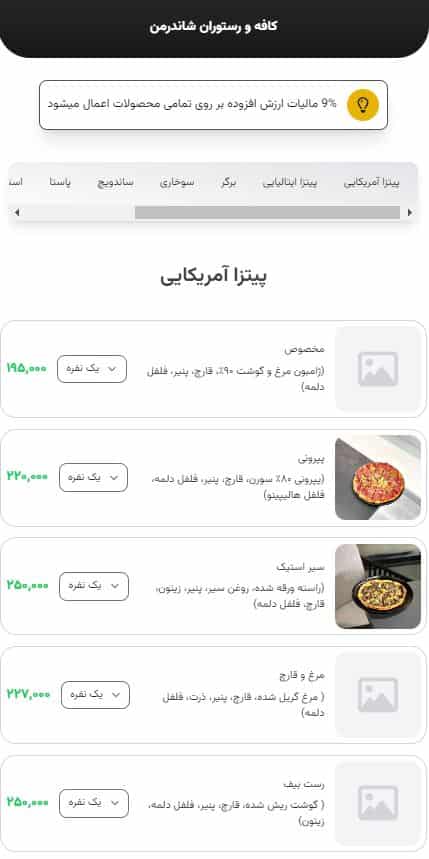 کافه و رستوران شاندرمن
9% مالیات ارزش افزوده بر روی تمامی محصولات اعمال میشود
پیتزا آمریکایی
پیتزا ایتالیایی
برگر
سوخاری
ساندویچ
پاستا
پیتزا آمریکایی
مخصوص
(ژامبون مرغ و گوشت ۹۰٪، قارچ، پنیر، فلفل
دلمه)
یک نفره
۱۹۵,۰۰۰
پپرونی
(پپرونی ۸۰٪ سورن، قارچ، پنیر، فلفل دلمه،
فلفل هالیپینو)
یک نفره
۲۲۰,۰۰۰
سیر استیک
(راسته ورقه شده، روغن سیر، پنیر، زیتون،
قارچ، فلفل دلمه)
یک نفره
۲۵۰,۰۰۰
مرغ و قارچ
( مرغ گریل شده، قارچ، پنیر، ذرت، فلفل
دلمه)
یک نفره
۲۲۷,۰۰۰
رست بیف
( گوشت ریش شده، قارچ، پنیر، فلفل دلمه،
زیتون)
یک نفره
۲۵۰,۰۰۰